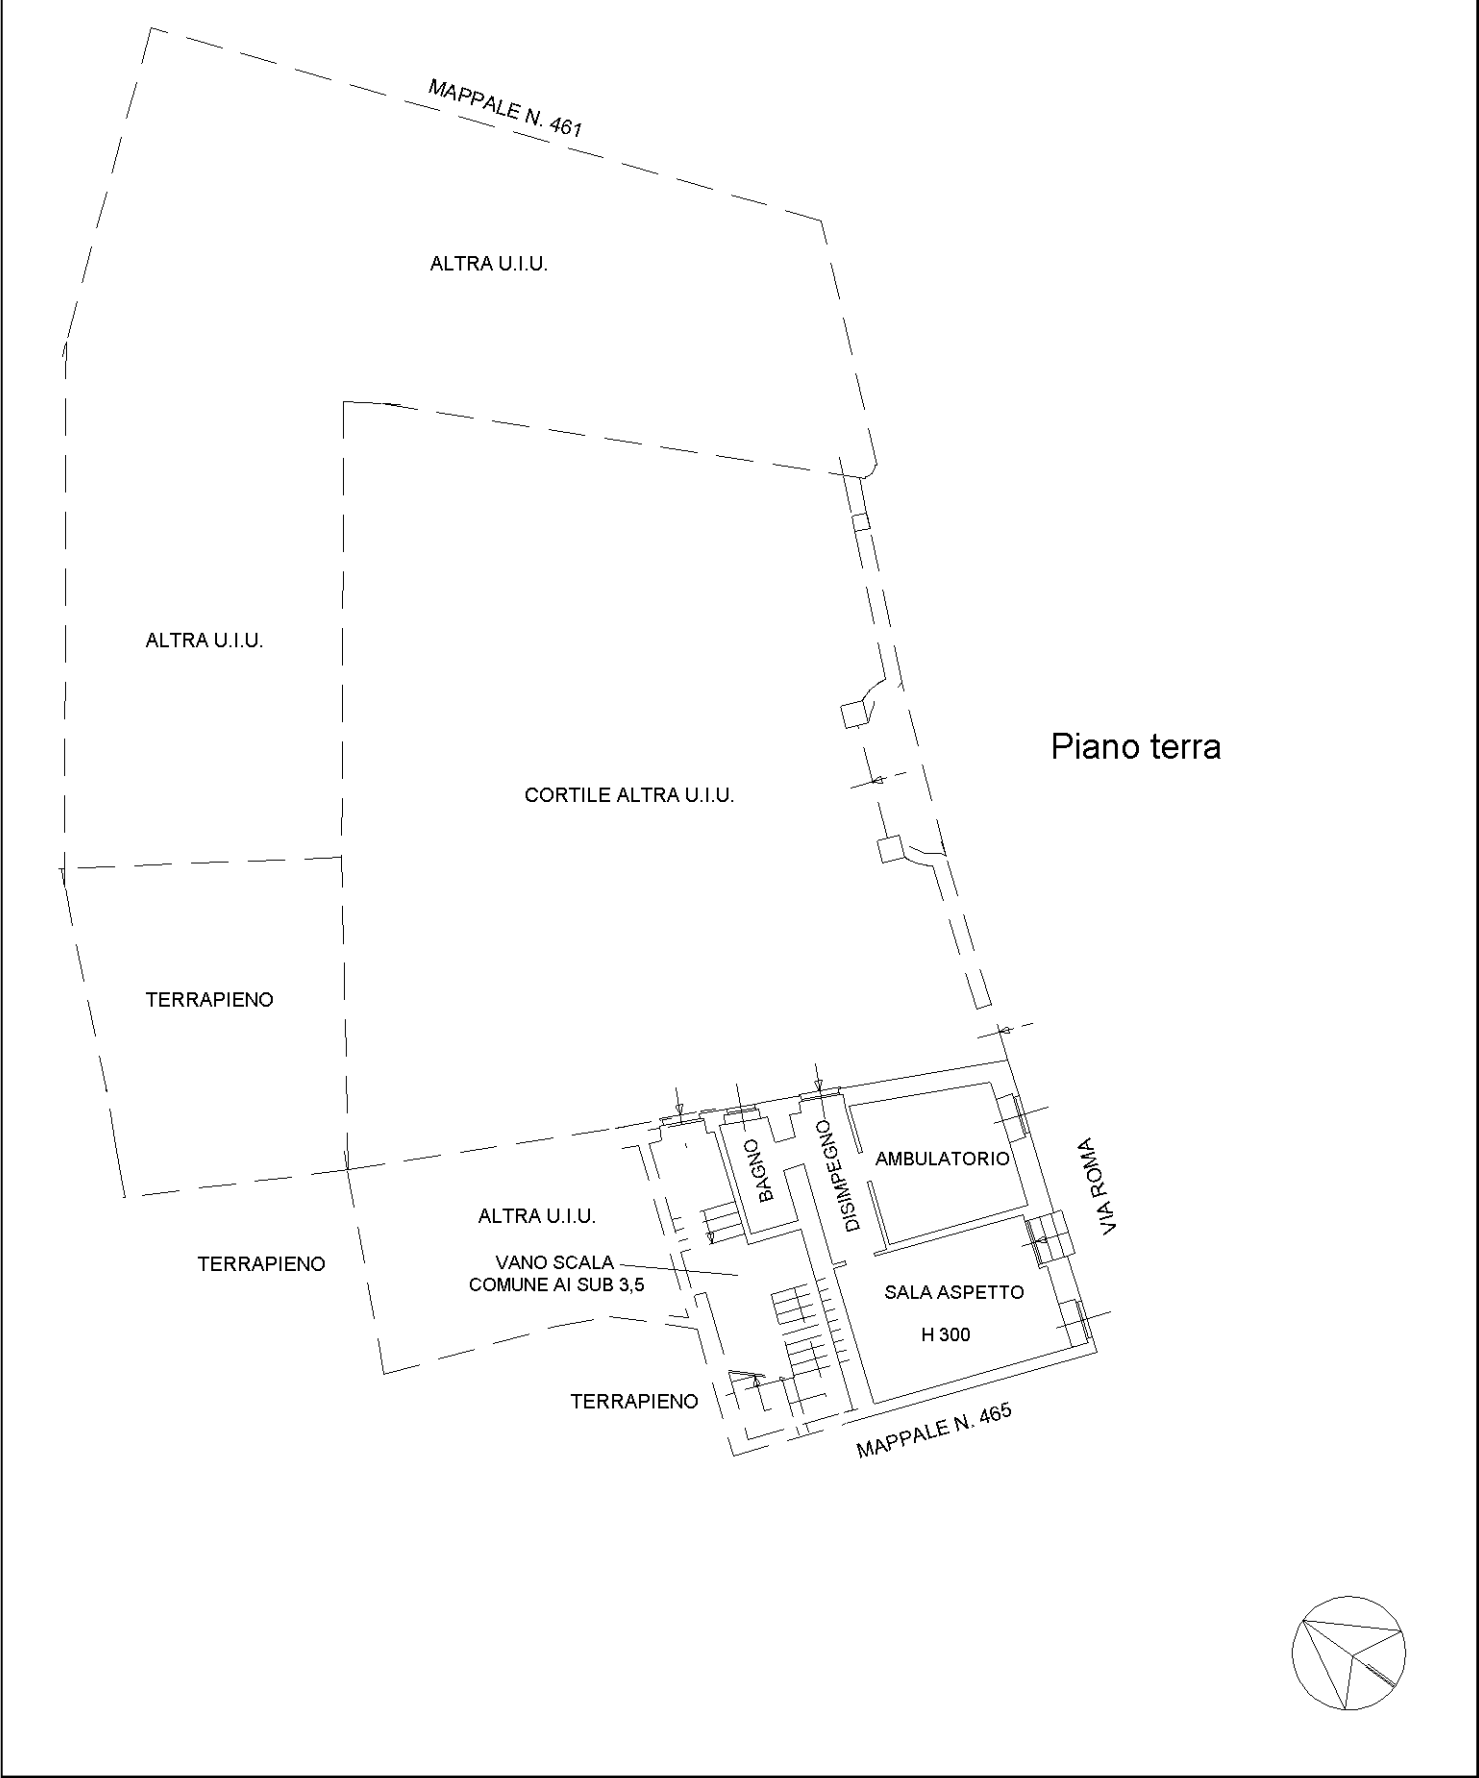 MAPPALE N. 461
ALTRA U.I.U.
ALTRA U.I.U.
Piano terra
CORTILE ALTRA U.I.U.
TERRAPIENO
AMBULATORIO
BAGNO
DISIMPEGNO
VIA ROMA
ALTRA U.I.U.
TERRAPIENO
VANO SCALA
COMUNE AI SUB 3,5
SALA ASPETTO
H 300
TERRAPIENO
MAPPALE N. 465